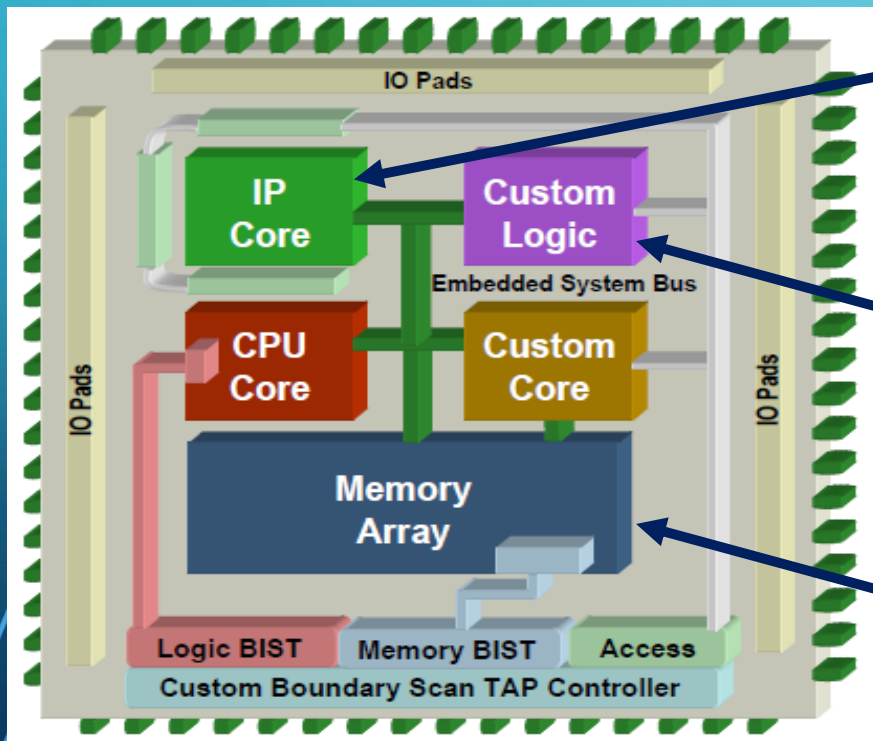 IO Pads
IP
Core
Custom
Logic
Embedded System Bus
CPU
Core
Custom
Core
IO Pads
IO Pads
Memory
Array
Logic BIST
Memory BIST
Access
Custom Boundary Scan TAP Controller